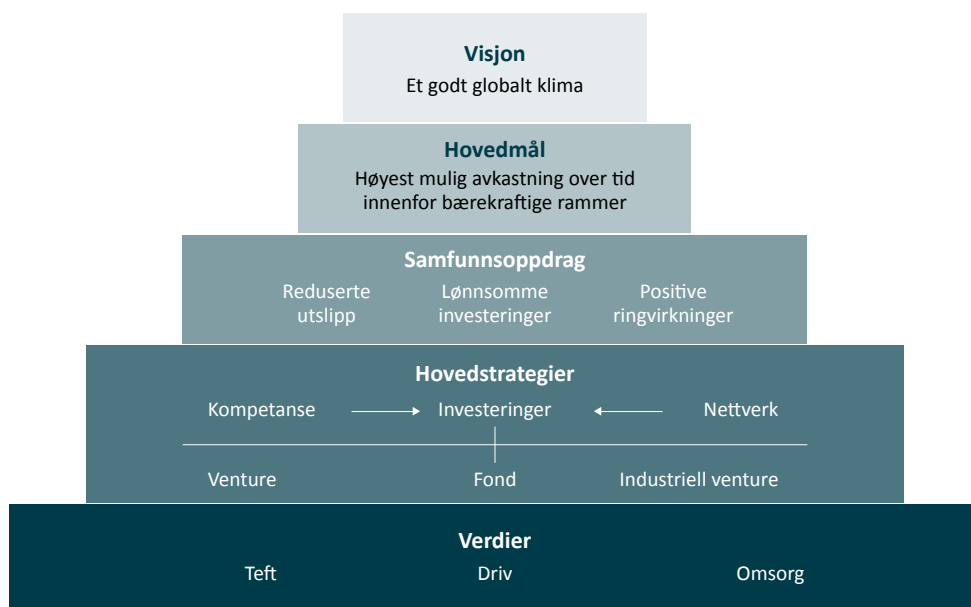 Visjon
Et godt globalt klima
Hovedmål
Høyest mulig avkastning over tid
innenfor bærekraftige rammer
Samfunnsoppdrag
Reduserte
utslipp
Lønnsomme
investeringer
Positive
ringvirkninger
Hovedstrategier
Kompetanse
Investeringer
Nettverk
Venture
Fond
Industriell venture
Verdier
Teft
Driv
Omsorg